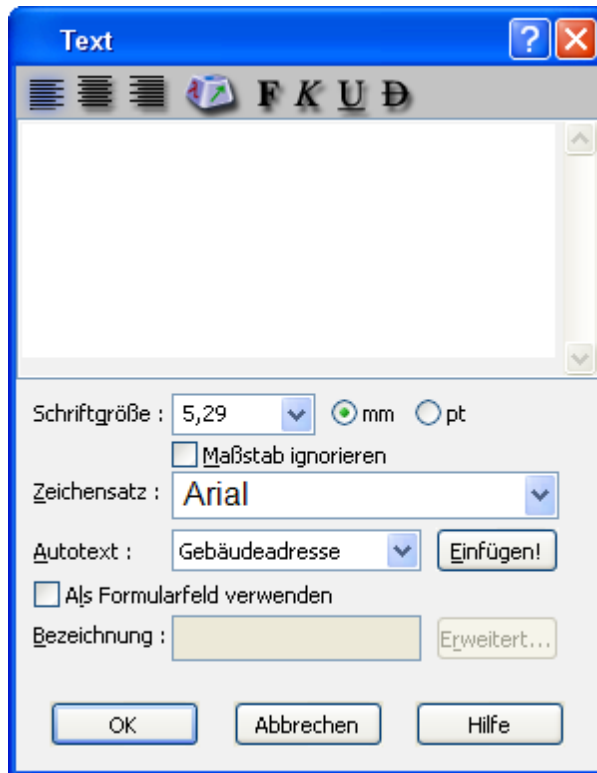 Text
F K U D
Schriftgröße : 5,29 mm pt
Maßstab ignorieren
Zeichensatz : Arial
Autotext : Gebäudeadresse Einfügen!
Als Formularfeld verwenden
Bezeichnung : Erweitert...
OK Abbrechen Hilfe